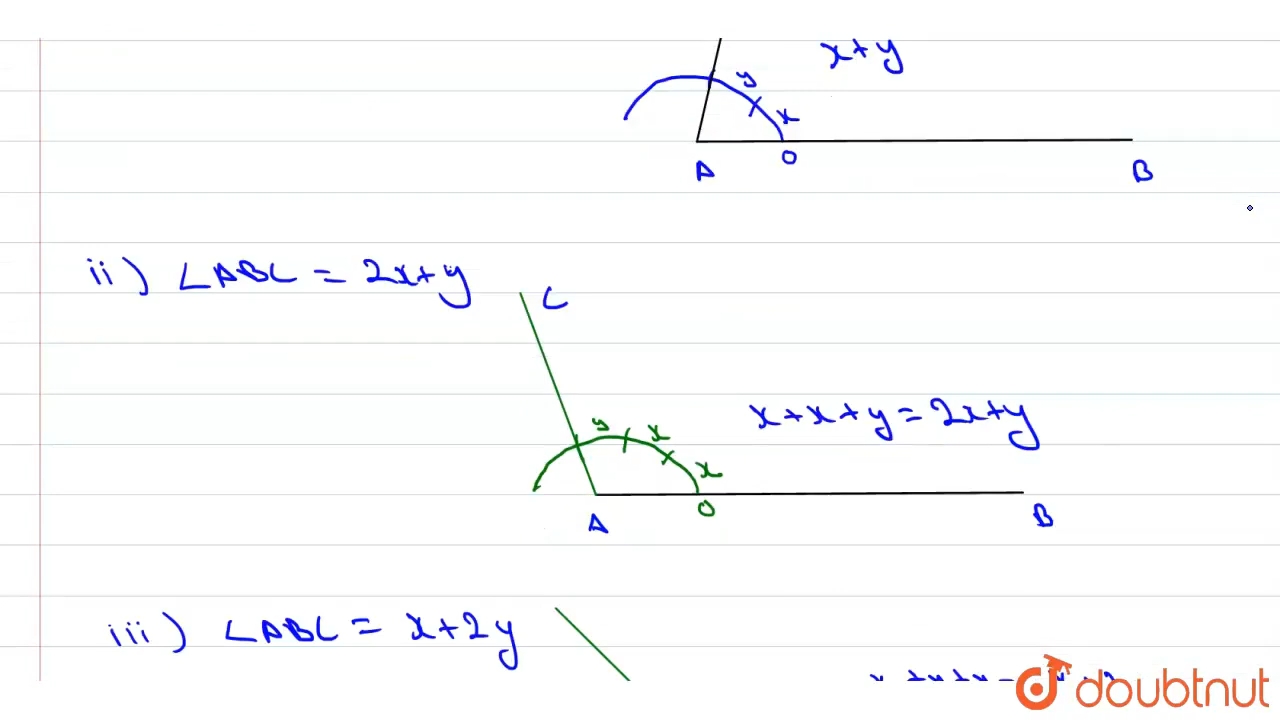 x+y
y
x
O
A
B
ii) ∠ABC = 2x+y
C
x+x+y=2x+y
y x
x
O
A
B
iii) ∠ABC = x+2y
doubtnut